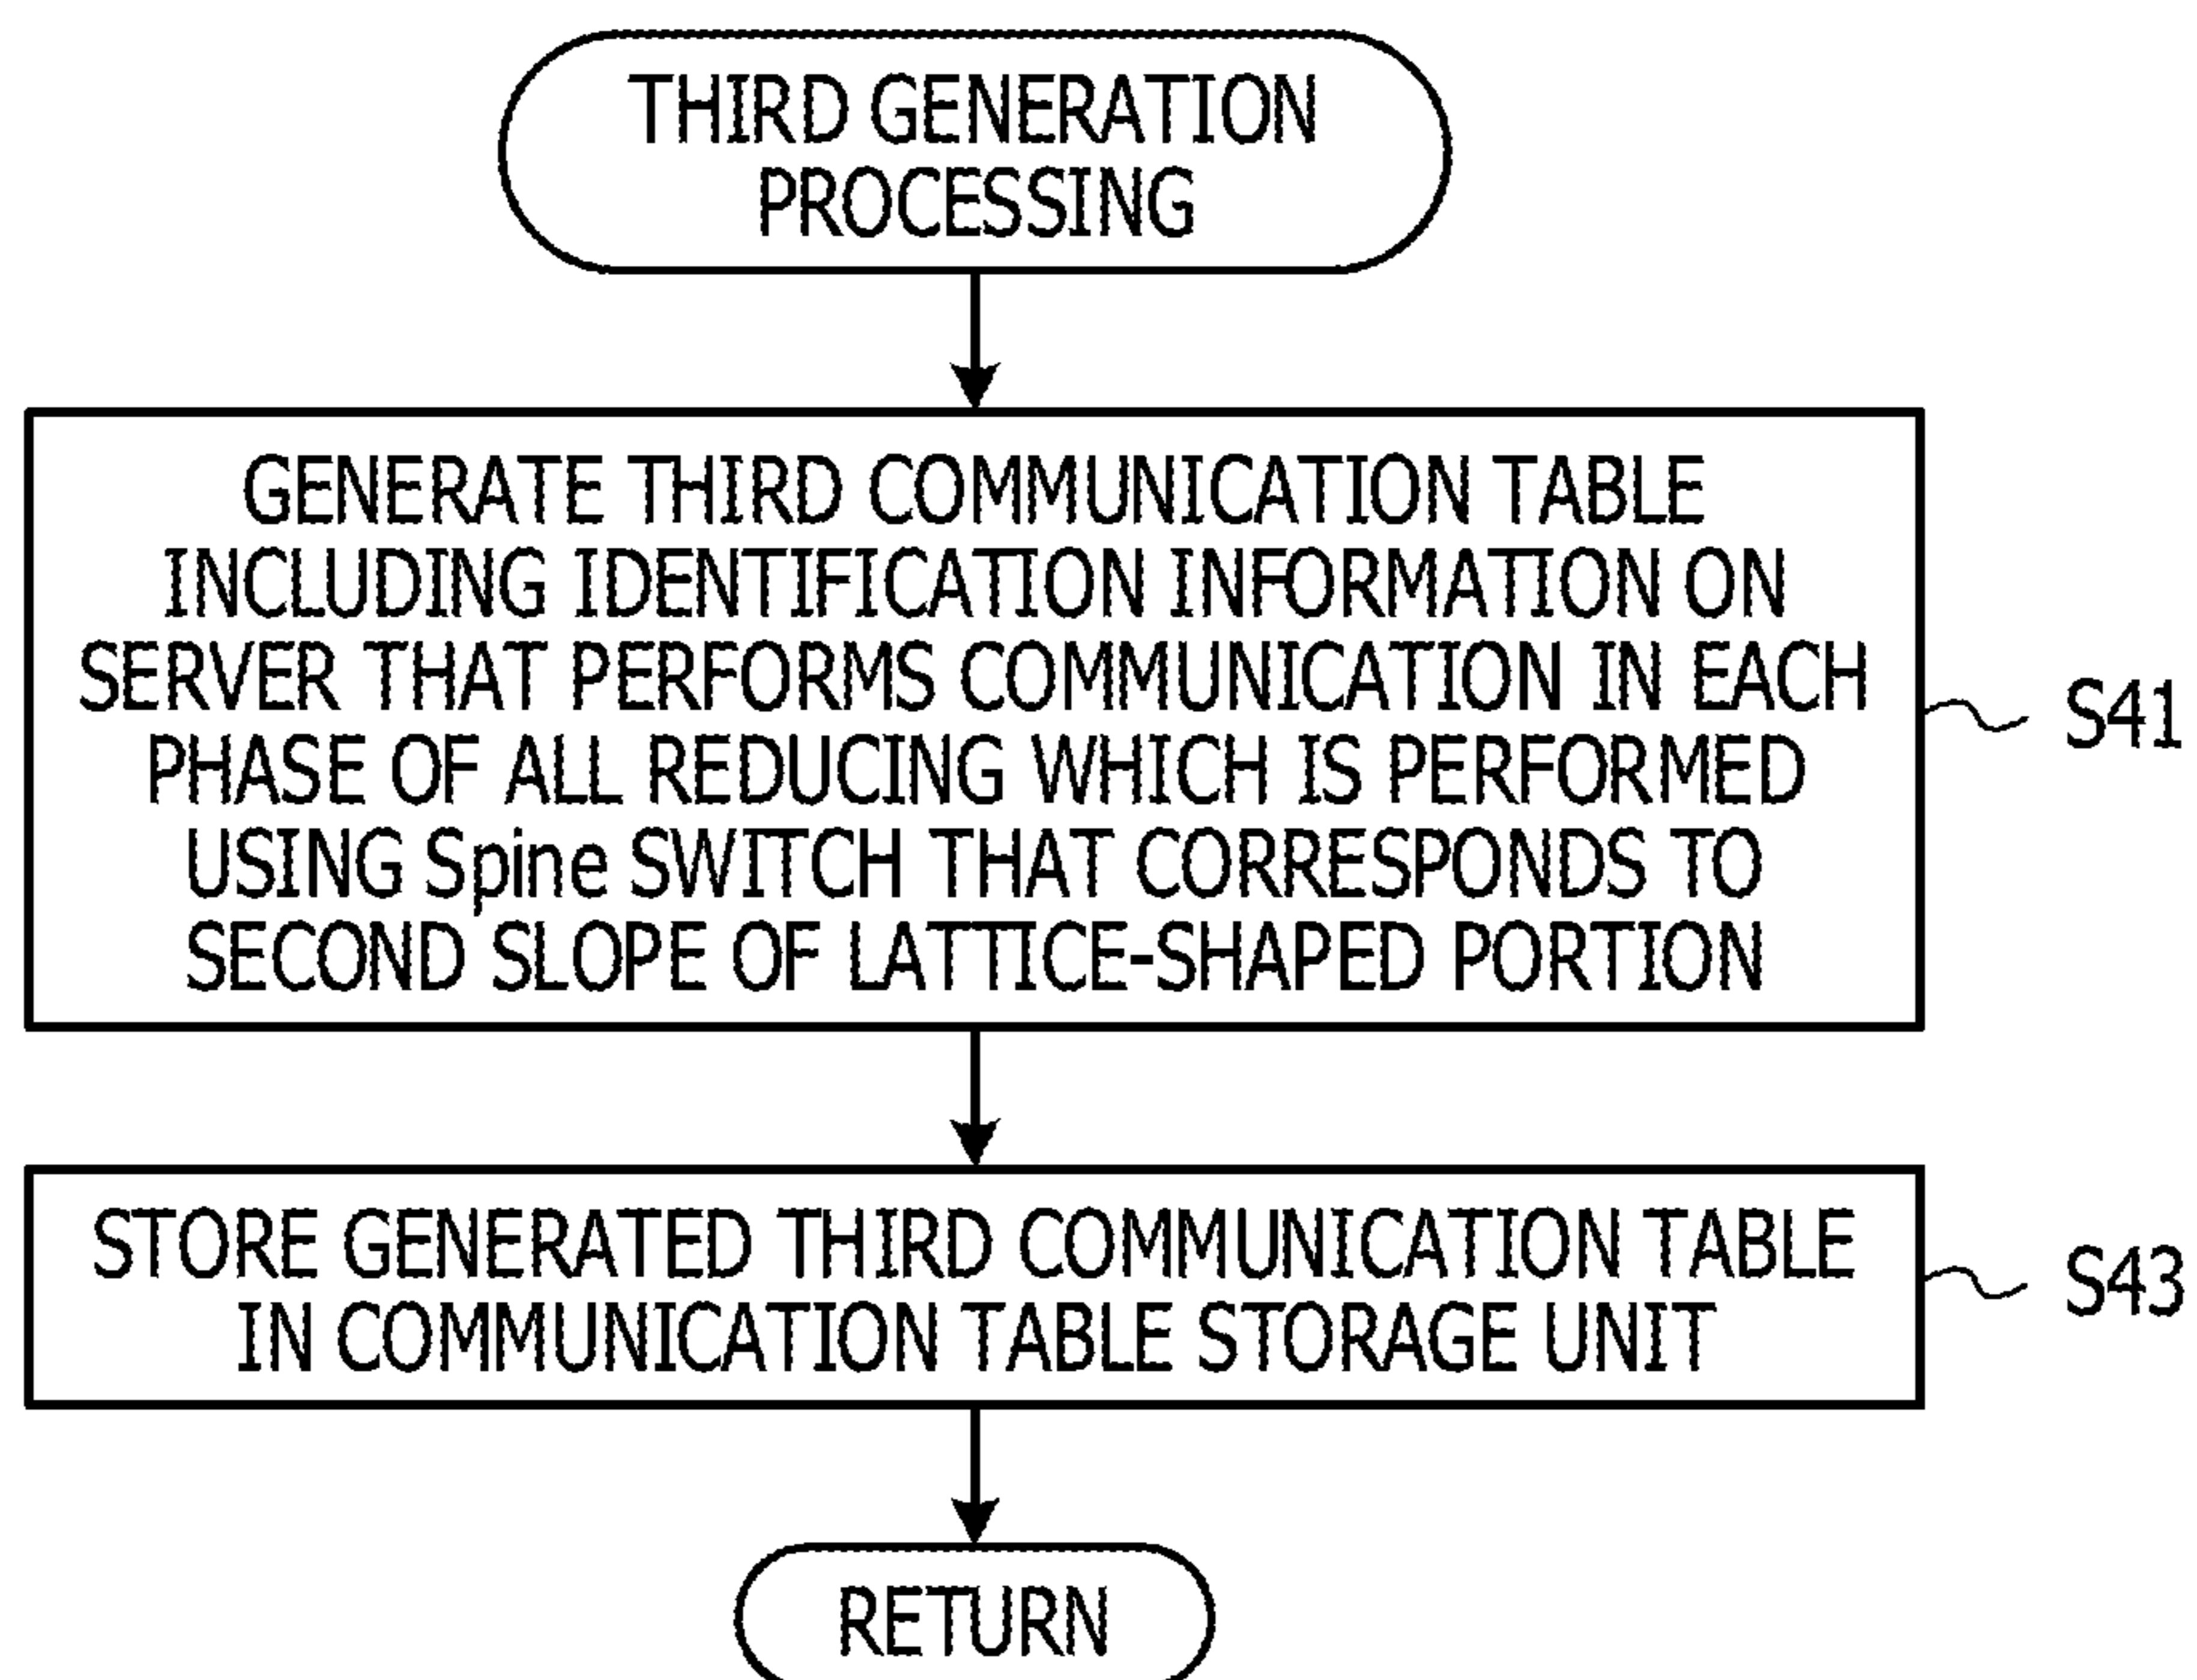 THIRD GENERATION
PROCESSING
GENERATE THIRD COMMUNICATION TABLE
INCLUDING IDENTIFICATION INFORMATION ON
SERVER THAT PERFORMS COMMUNICATION IN EACH
PHASE OF ALL REDUCING WHICH IS PERFORMED
USING Spine SWITCH THAT CORRESPONDS TO
SECOND SLOPE OF LATTICE-SHAPED PORTION
S41
STORE GENERATED THIRD COMMUNICATION TABLE
IN COMMUNICATION TABLE STORAGE UNIT
S43
RETURN